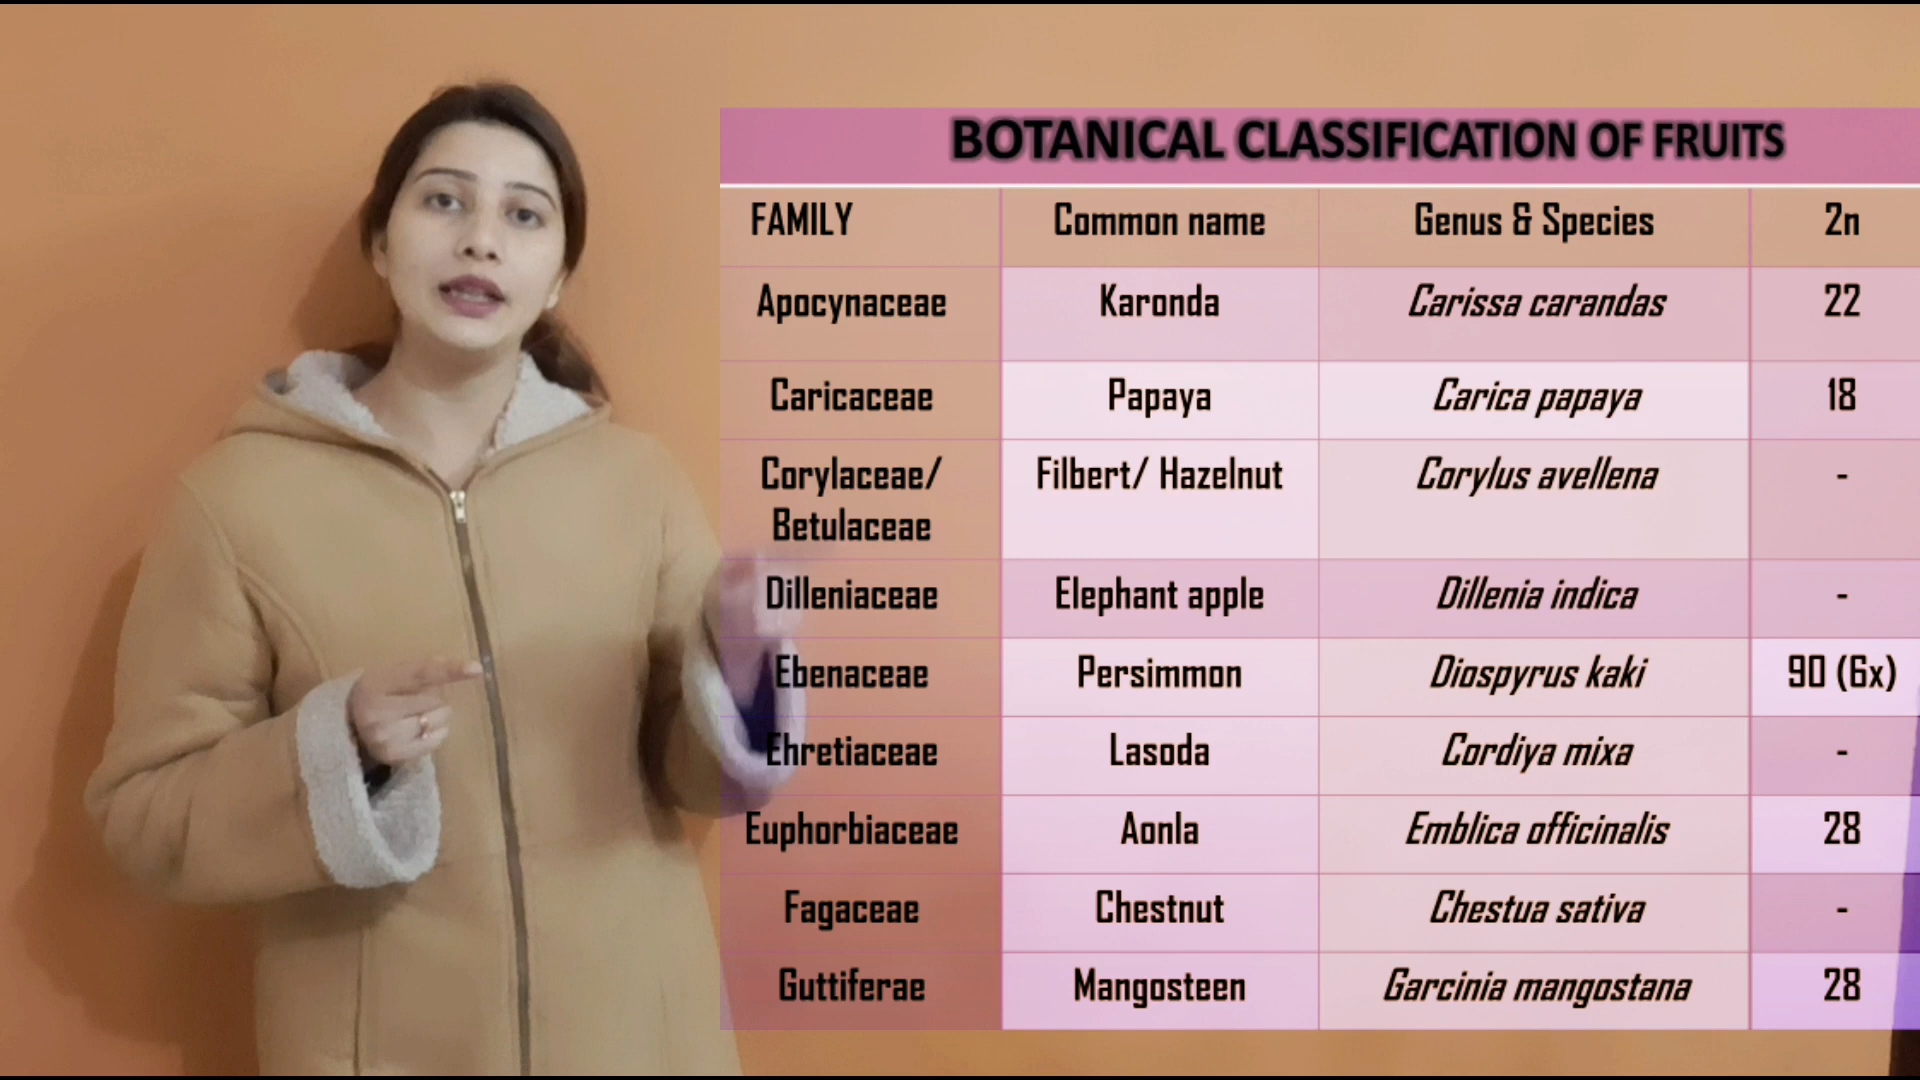 BOTANICAL CLASSIFICATION OF FRUITS
FAMILY Common name Genus & Species 2n
Apocynaceae Karonda Carissa carandas 22
Caricaceae Papaya Carica papaya 18
Corylaceae/ Filbert/ Hazelnut Corylus avellena -
Betulaceae
Dilleniaceae Elephant apple Dillenia indica -
Ebenaceae Persimmon Diospyrus kaki 90 (6x)
Ehretiaceae Lasoda Cordiya mixa -
Euphorbiaceae Aonla Emblica officinalis 28
Fagaceae Chestnut Chestua sativa -
Guttiferae Mangosteen Garcinia mangostana 28